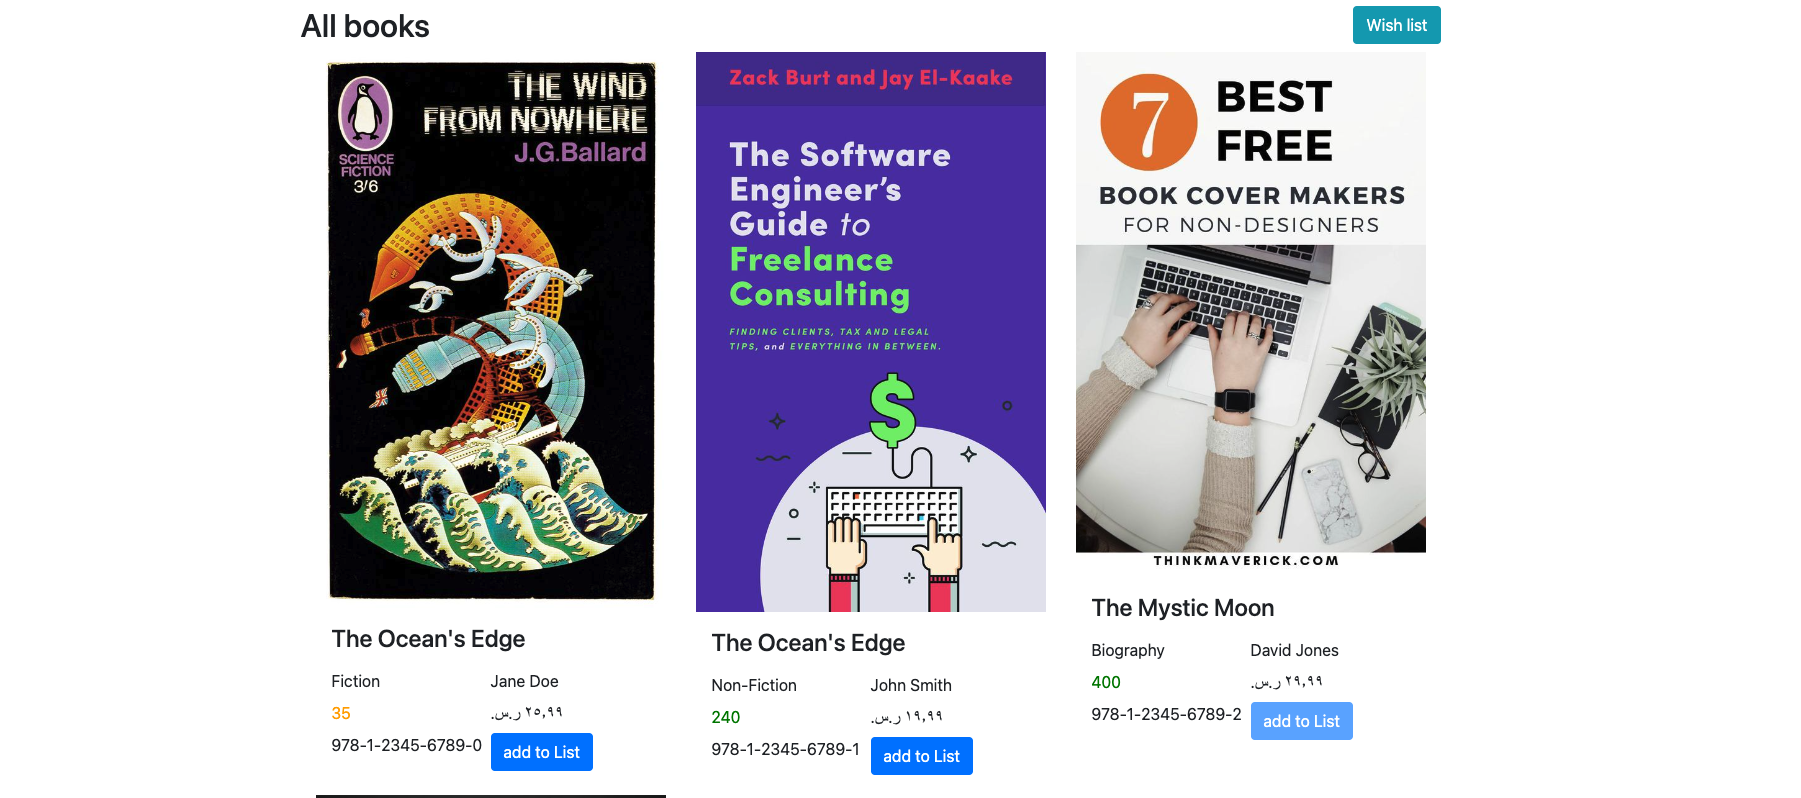 All books
Wish list
THE WIND
FROM NOWHERE
J.G.Ballard
SCIENCE
FICTION
3/6
The Ocean's Edge
Fiction
Jane Doe
35
٢٥,٩٩ ر.س.
978-1-2345-6789-0
add to List
Zack Burt and Jay El-Kaake
The Software
Engineer's
Guide to
Freelance
Consulting
FINDING CLIENTS, TAX AND LEGAL
TIPS, and EVERYTHING IN BETWEEN.
$
The Ocean's Edge
Non-Fiction
John Smith
240
١٩,٩٩ ر.س.
978-1-2345-6789-1
add to List
7
BEST
FREE
BOOK COVER MAKERS
FOR NON-DESIGNERS
THINKMAVERICK.COM
The Mystic Moon
Biography
David Jones
400
٢٩,٩٩ ر.س.
978-1-2345-6789-2
add to List